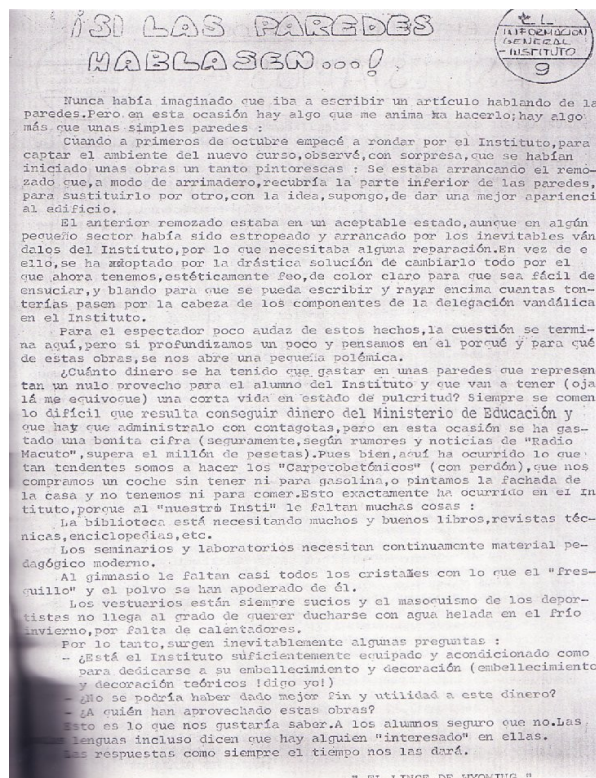 ¡SI LAS PAREDES
HABLASEN...!
EL
INFORMACION
GENERAL
- INSTITUTO
9
Nunca había imaginado que iba a escribir un artículo hablando de la
paredes.Pero en esta ocasión hay algo que me anima ha hacerlo;hay algo
más que unas simples paredes :
Cuando a primeros de octubre empecé a rondar por el Instituto,para
captar el ambiente del nuevo curso,observé,con sorpresa,que se habían
iniciado unas obras un tanto pintorescas : Se estaba arrancando el remo-
zado que,a modo de arrimadero,recubría la parte inferior de las paredes,
para sustituirlo por otro,con la idea,supongo,de dar una mejor aparienci
al edificio.
El anterior remozado estaba en un aceptable estado,aunque en algún
pequeño sector había sido estropeado y arrancado por los inevitables ván
dalos del Instituto,por lo que necesitaba alguna reparación.En vez de e
ello,se ha adoptado por la drástica solución de cambiarlo todo por el
que ahora tenemos,estéticamente feo,de color claro para que sea fácil de
ensuciar,y blando para que se pueda escribir y rayar encima cuantas ton-
terías pasen por la cabeza de los componentes de la delegación vandálica
en el Instituto.
Para el espectador poco audaz de estos hechos,la cuestión se termi-
na aquí,pero si profundizamos un poco y pensamos en el porqué y para qué
de estas obras,se nos abre una pequeña polémica.
¿Cuánto dinero se ha tenido que gastar en unas paredes que represen
tan un nulo provecho para el alumno del Instituto y que van a tener (oja
lá me equivoque) una corta vida en estado de pulcritud? Siempre se comen
lo difícil que resulta conseguir dinero del Ministerio de Educación y
que hay que administralo con contagotas,pero en esta ocasión se ha gas-
tado una bonita cifra (seguramente,según rumores y noticias de "Radio
Macuto",supera el millón de pesetas).Pues bien,aquí ha ocurrido lo que
tan tendentes somos a hacer los "Carpetobetónicos" (con perdón),que nos
compramos un coche sin tener ni para gasolina,o pintamos la fachada de
la casa y no tenemos ni para comer.Esto exactamente ha ocurrido en el In
tituto,porque al "nuestro Insti" le faltan muchas cosas :
La biblioteca está necesitando muchos y buenos libros,revistas téc-
nicas,enciclopedias,etc.
Los seminarios y laboratorios necesitan continuamente material pe-
dagógico moderno.
Al gimnasio le faltan casi todos los cristales con lo que el "fres-
quillo" y el polvo se han apoderado de él.
Los vestuarios están siempre sucios y el masoquismo de los depor-
tistas no llega al grado de querer ducharse con agua helada en el frío
invierno,por falta de calentadores.
Por lo tanto,surgen inevitablemente algunas preguntas :
- ¿Está el Instituto suficientemente equipado y acondicionado como
para dedicarse a su embellecimiento y decoración (embellecimiento
y decoración teóricos !digo yo!)
- ¿No se podría haber dado mejor fin y utilidad a este dinero?
- ¿A quién han aprovechado estas obras?
Esto es lo que nos gustaría saber.A los alumnos seguro que no.Las
lenguas incluso dicen que hay alguien "interesado" en ellas.
Las respuestas como siempre el tiempo nos las dará.
" EL LINCE DE WYOMING "